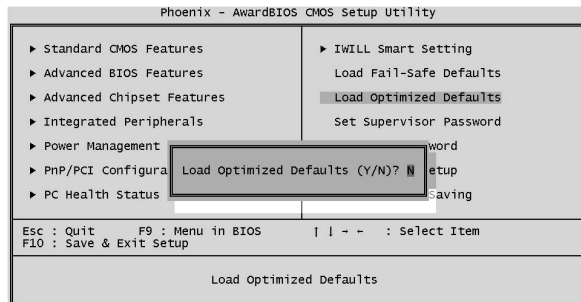 Phoenix - AwardBIOS CMOS Setup Utility
▶ Standard CMOS Features
▶ Advanced BIOS Features
▶ Advanced Chipset Features
▶ Integrated Peripherals
▶ Power Management
▶ PnP/PCI Configura
▶ PC Health Status
▶ IWILL Smart Setting
Load Fail-Safe Defaults
Load Optimized Defaults
Set Supervisor Password
word
etup
Saving
Load Optimized Defaults (Y/N)? N
Esc : Quit F9 : Menu in BIOS ↑ ↓ → ← : Select Item
F10 : Save & Exit Setup
Load Optimized Defaults